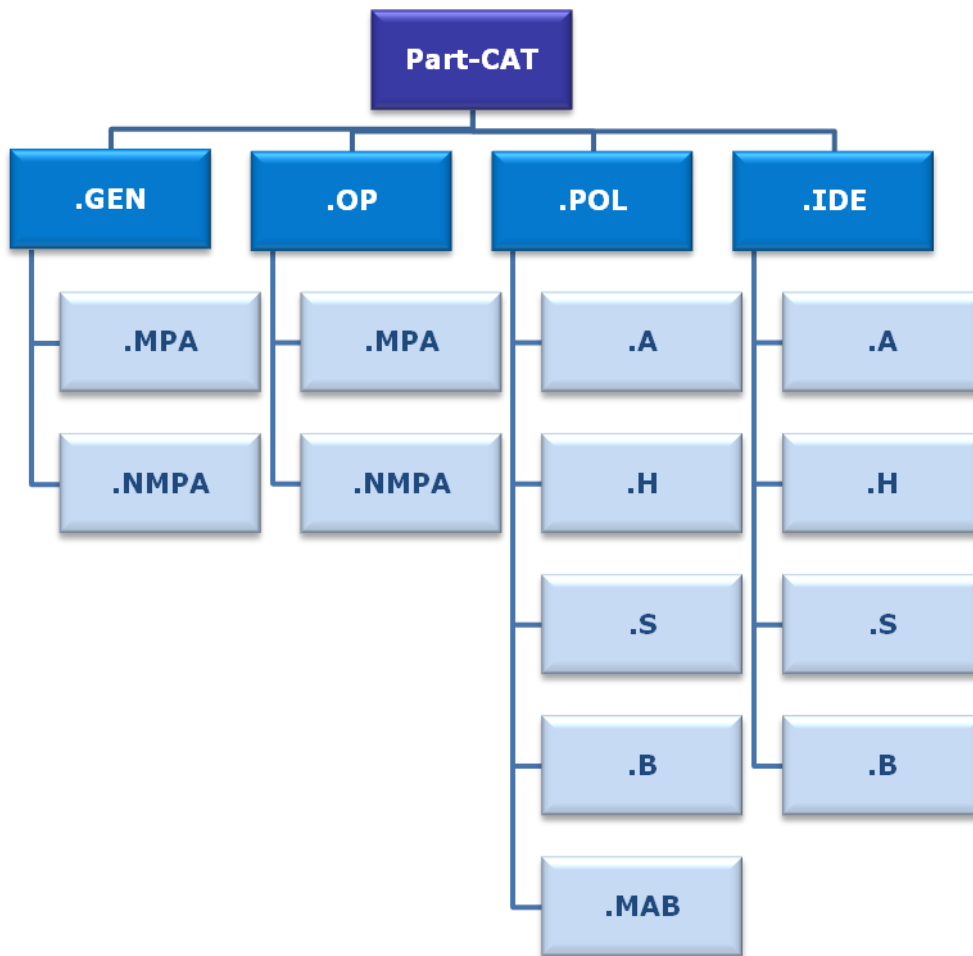 Part-CAT
.GEN
.OP
.POL
.IDE
.MPA
.MPA
.A
.A
.NMPA
.NMPA
.H
.H
.S
.S
.B
.B
.MAB